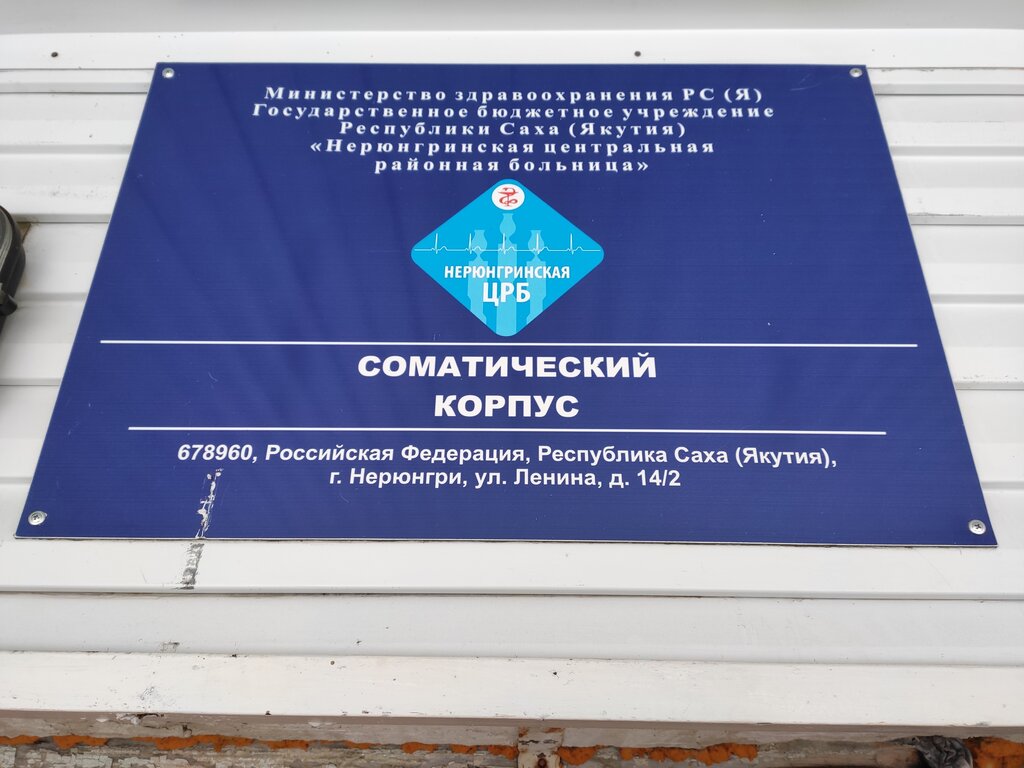 Министерство здравоохранения РС (Я)
Государственное бюджетное учреждение
Республики Саха (Якутия)
«Нерюнгринская центральная
районная больница»
НЕРЮНГРИНСКАЯ
ЦРБ
СОМАТИЧЕСКИЙ
КОРПУС
678960, Российская Федерация, Республика Саха (Якутия),
г. Нерюнгри, ул. Ленина, д. 14/2